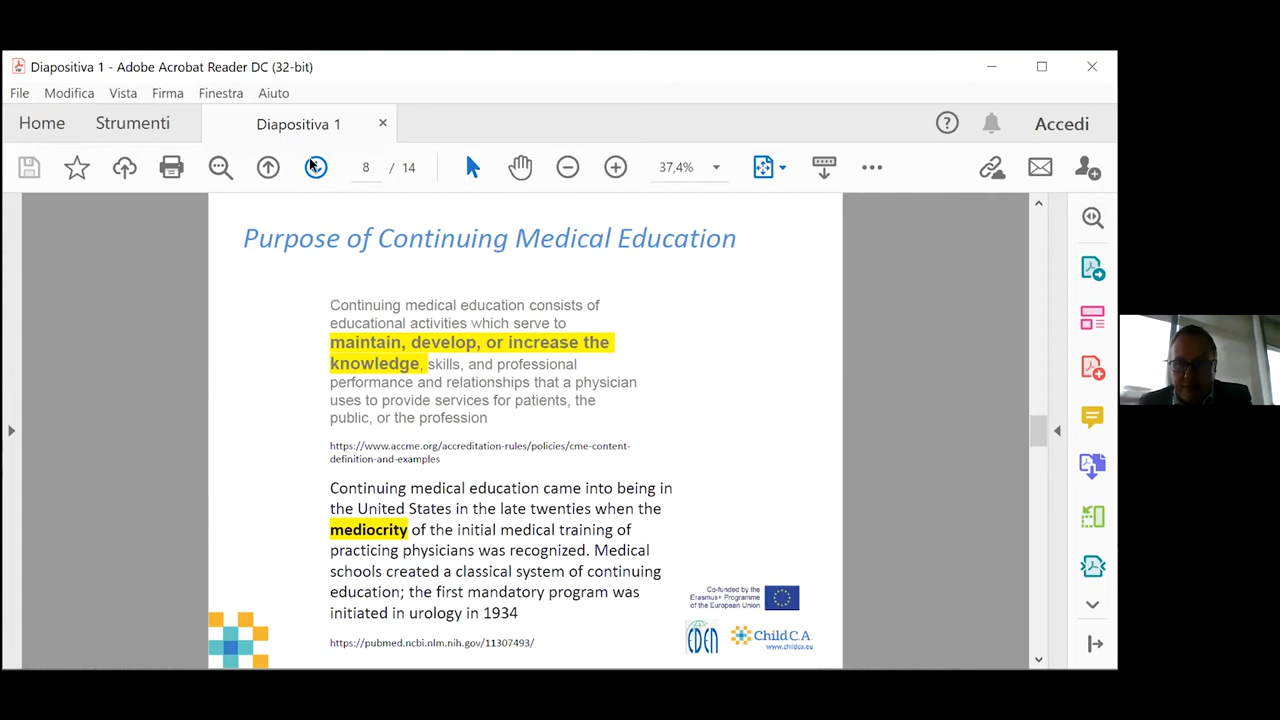 Diapositiva 1 - Adobe Acrobat Reader DC (32-bit)
File Modifica Vista Firma Finestra Aiuto
Home Strumenti Diapositiva 1 Accedi
8 / 14 37,4%
Purpose of Continuing Medical Education
Continuing medical education consists of
educational activities which serve to
maintain, develop, or increase the
knowledge, skills, and professional
performance and relationships that a physician
uses to provide services for patients, the
public, or the profession
https://www.accme.org/accreditation-rules/policies/cme-content-
definition-and-examples
Continuing medical education came into being in
the United States in the late twenties when the
mediocrity of the initial medical training of
practicing physicians was recognized. Medical
schools created a classical system of continuing
education; the first mandatory program was
initiated in urology in 1934
https://pubmed.ncbi.nlm.nih.gov/11307493/
Co-funded by the
Erasmus+ Programme
of the European Union
EDEN
Child C.A.
www.childca.eu